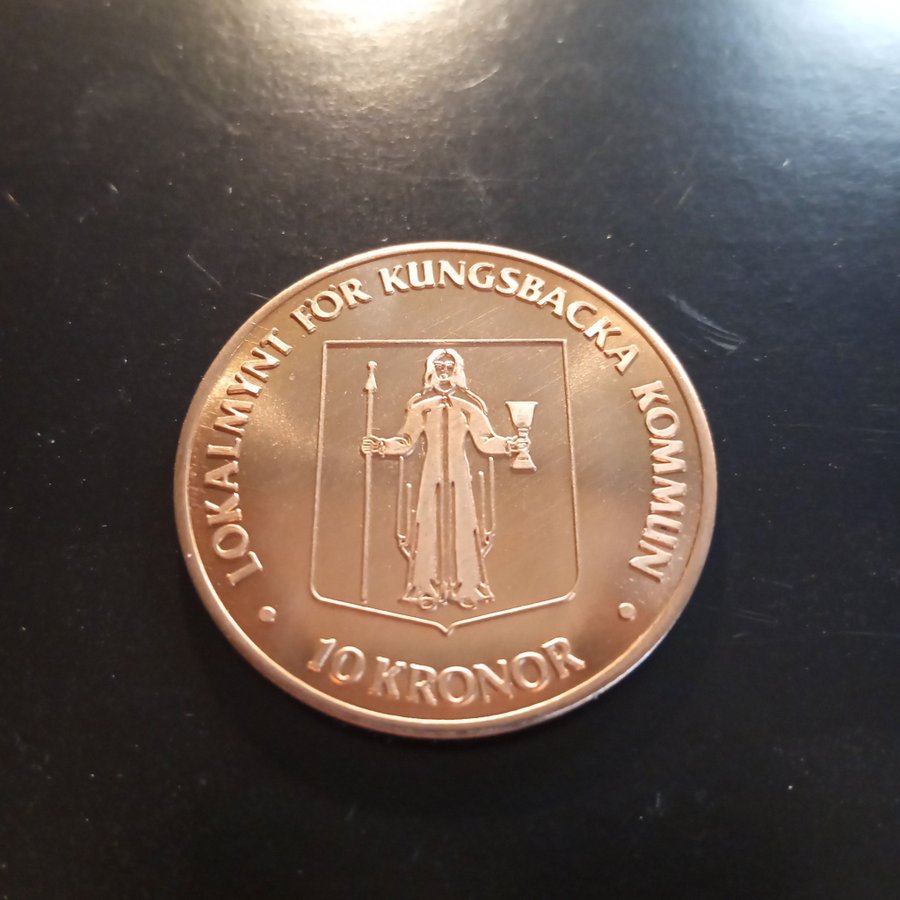 LOKALMYNT FÖR KUNGSBACKA KOMMUN
10 KRONOR